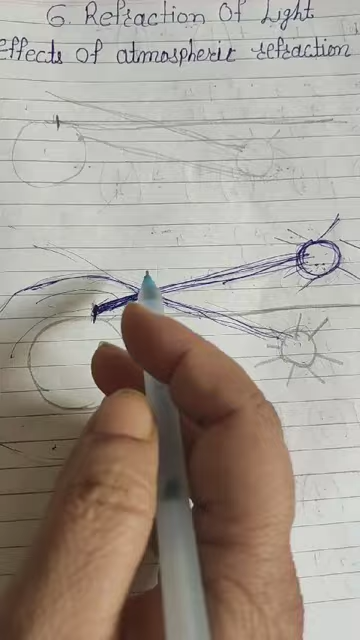 6. Refraction Of Light
effects of atmospheric refraction